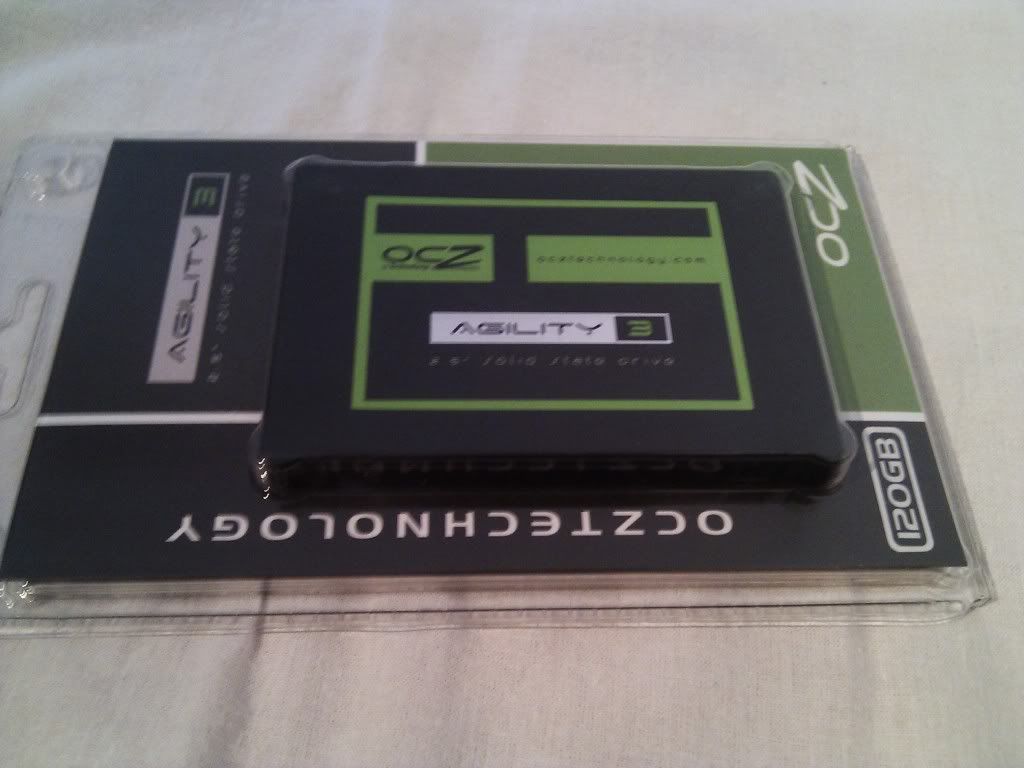 AGILITY 3
2.5" solid state drive
OCZ
OCZ
ocztechnology.com
AGILITY 3
2.5" solid state drive
120GB
OCZTECHNOLOGY